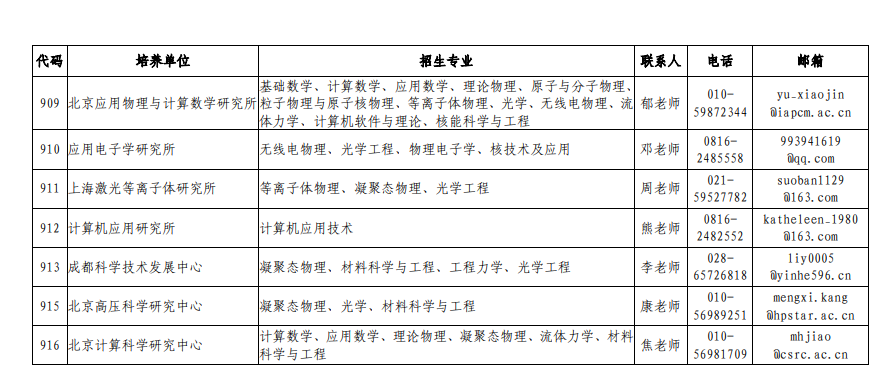 代码 培养单位 招生专业 联系人 电话 邮箱
909 北京应用物理与计算数学研究所 基础数学、计算数学、应用数学、理论物理、原子与分子物理、
粒子物理与原子核物理、等离子体物理、光学、无线电物理、流
体力学、计算机软件与理论、核能科学与工程
郁老师 010-
59872344
yu_xiaojin
@iapcm.ac.cn
910 应用电子学研究所 无线电物理、光学工程、物理电子学、核技术及应用 邓老师 0816-
2485558
993941619
@qq.com
911 上海激光等离子体研究所 等离子体物理、凝聚态物理、光学工程 周老师 021-
59527782
suoban1129
@163.com
912 计算机应用研究所 计算机应用技术 熊老师 0816-
2482552
katheleen_1980
@163.com
913 成都科学技术发展中心 凝聚态物理、材料科学与工程、工程力学、光学工程 李老师 028-
65726818
liy0005
@yinhe596.cn
915 北京高压科学研究中心 凝聚态物理、光学、材料科学与工程 康老师 010-
56989251
mengxi.kang
@hpstar.ac.cn
916 北京计算科学研究中心 计算数学、应用数学、理论物理、凝聚态物理、流体力学、材料
科学与工程
焦老师 010-
56981709
mhjiao
@csrc.ac.cn